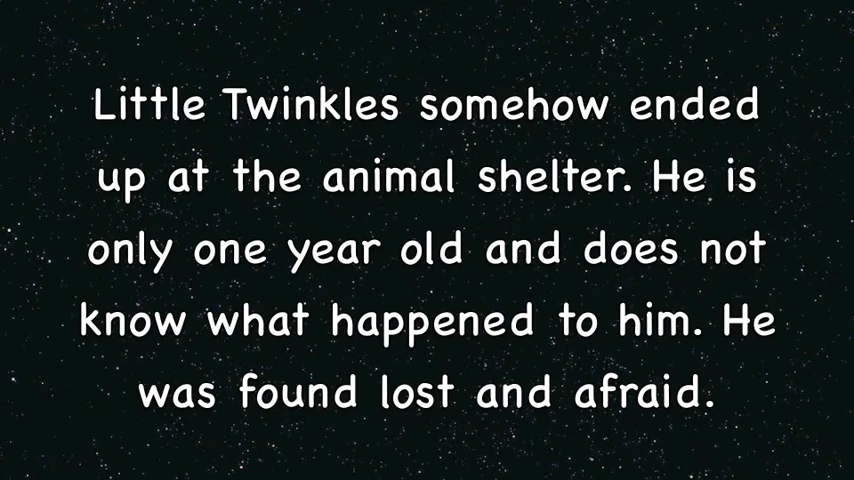 Little Twinkles somehow ended
up at the animal shelter. He is
only one year old and does not
know what happened to him. He
was found lost and afraid.